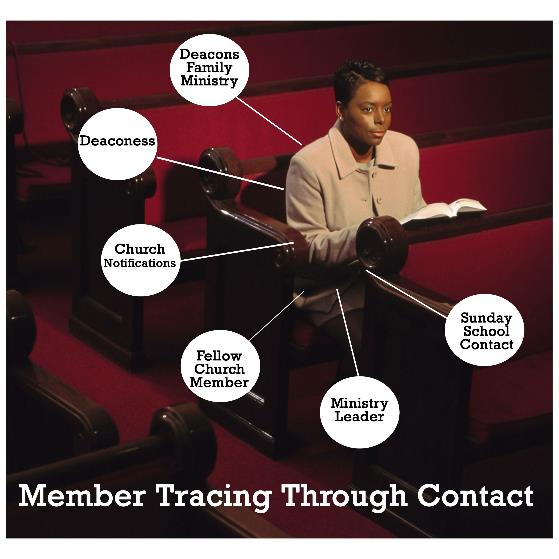 Deacons
Family
Ministry
Deaconess
Church
Notifications
Fellow
Church
Member
Ministry
Leader
Sunday
School
Contact
Member Tracing Through Contact